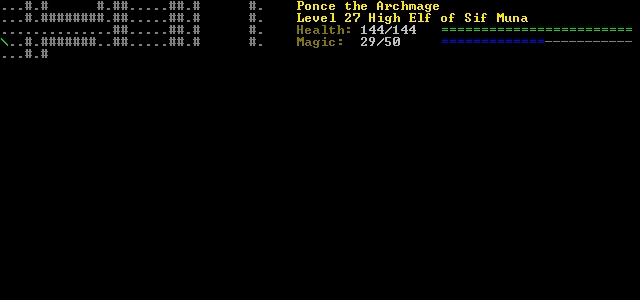 Ponce the Archmage
Level 27 High Elf of Sif Muna
Health: 144/144
Magic: 29/50